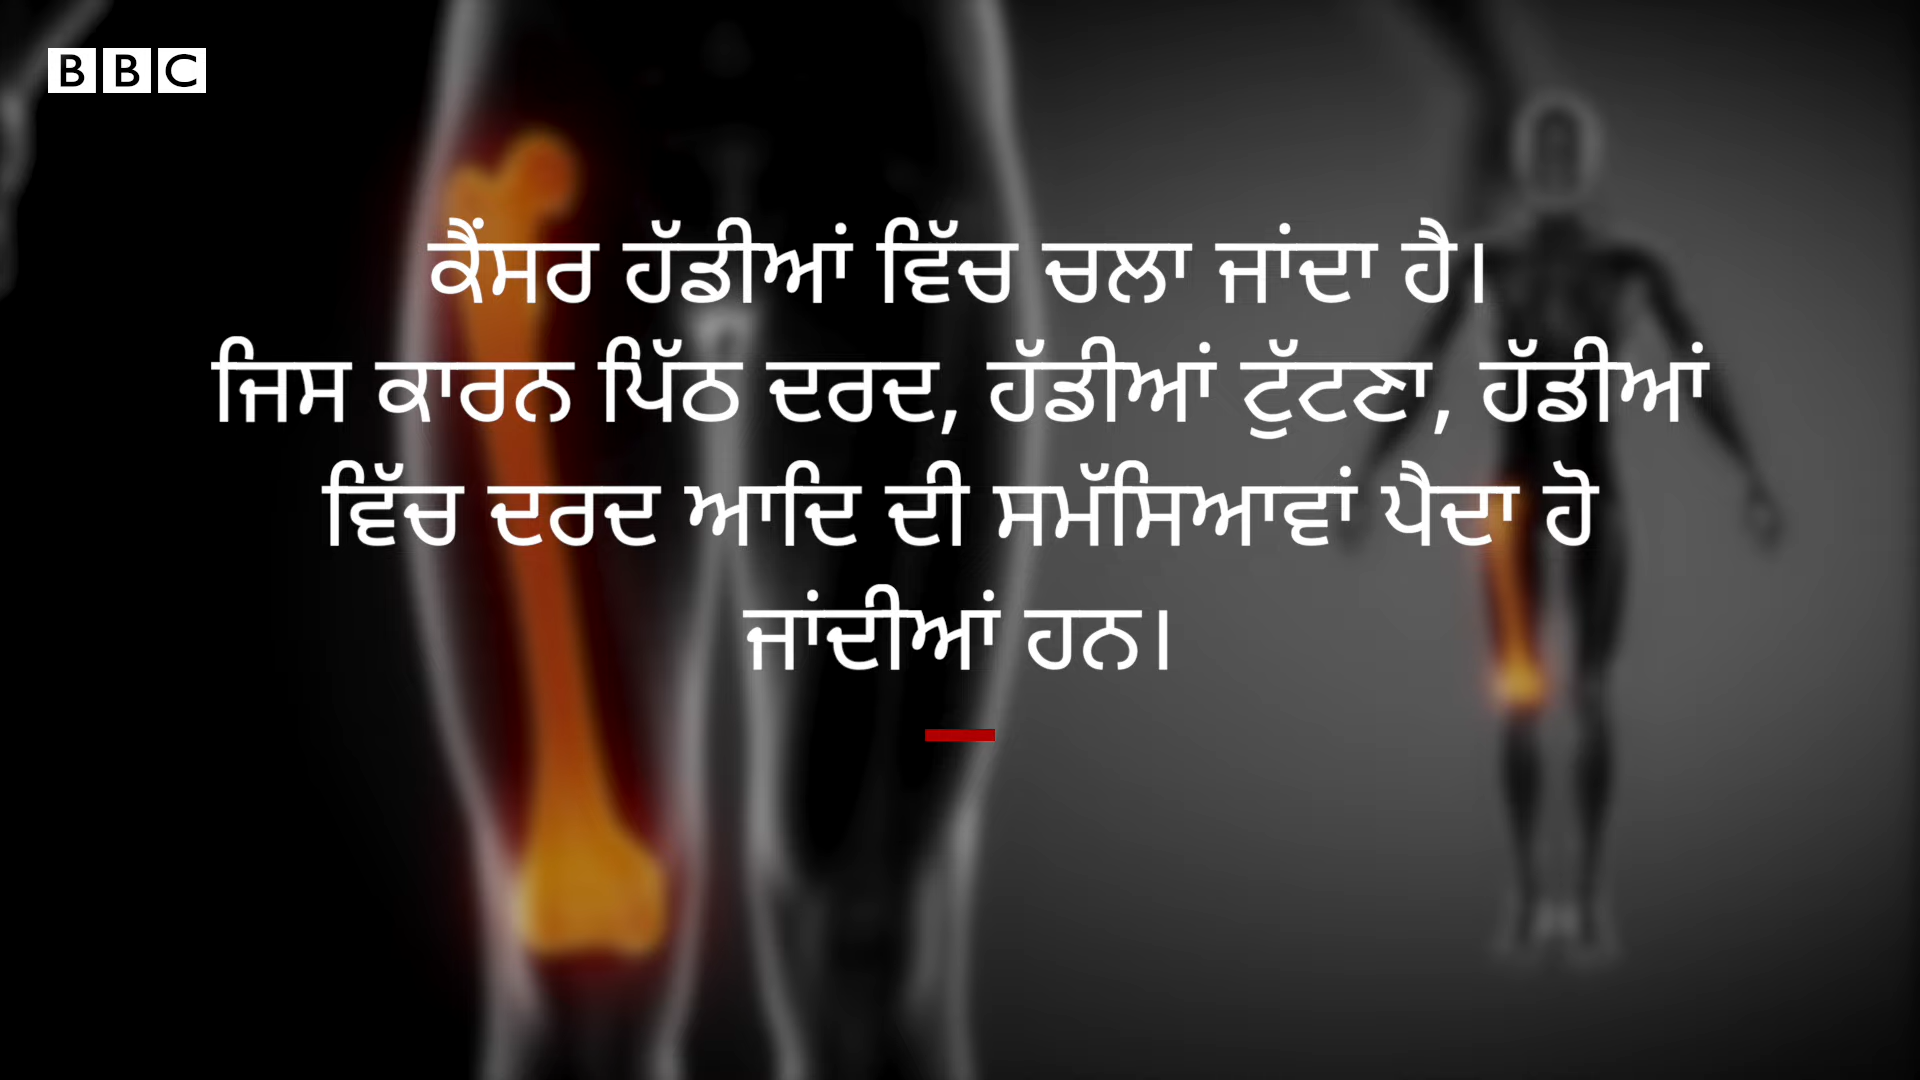 BBC
ਕੈਂਸਰ ਹੱਡੀਆਂ ਵਿੱਚ ਚਲਾ ਜਾਂਦਾ ਹੈ।
ਜਿਸ ਕਾਰਨ ਪਿੱਠ ਦਰਦ, ਹੱਡੀਆਂ ਟੁੱਟਣਾ, ਹੱਡੀਆਂ
ਵਿੱਚ ਦਰਦ ਆਦਿ ਦੀ ਸਮੱਸਿਆਵਾਂ ਪੈਦਾ ਹੋ
ਜਾਂਦੀਆਂ ਹਨ।